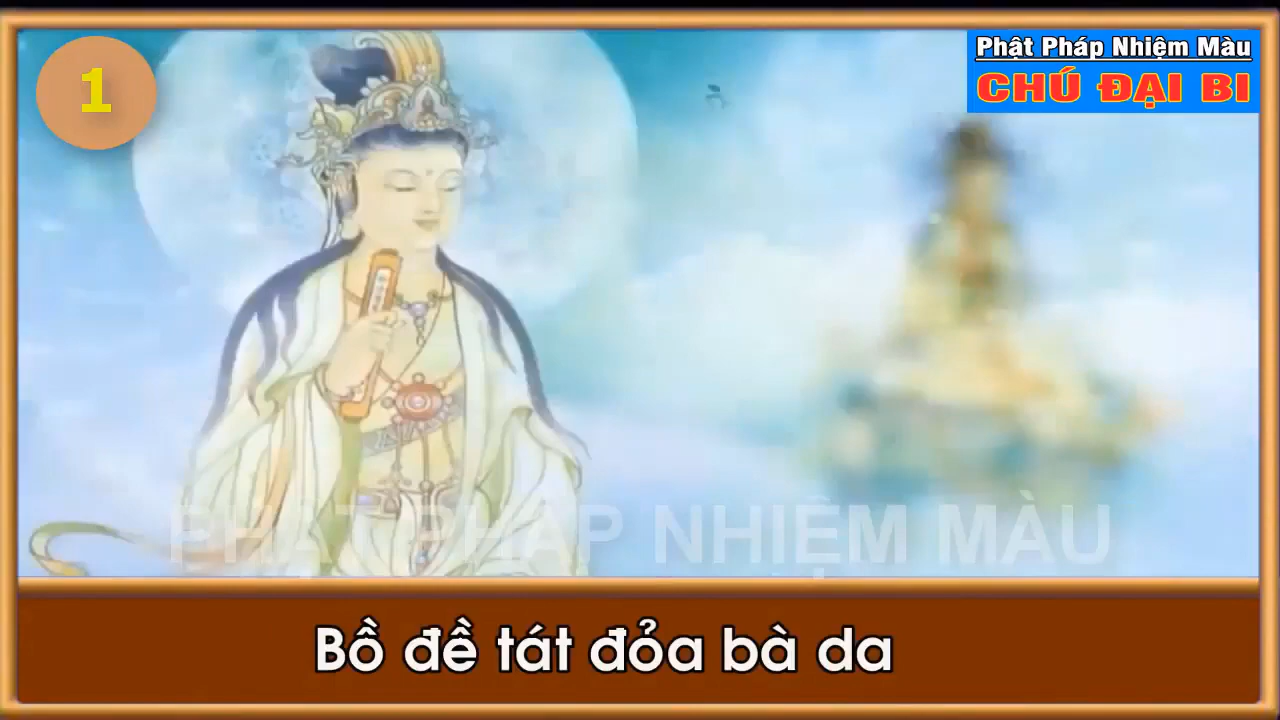 1
Phật Pháp Nhiệm Màu
CHÚ ĐẠI BI
PHẬT PHÁP NHIỆM MÀU
Bồ đề tát đỏa bà da